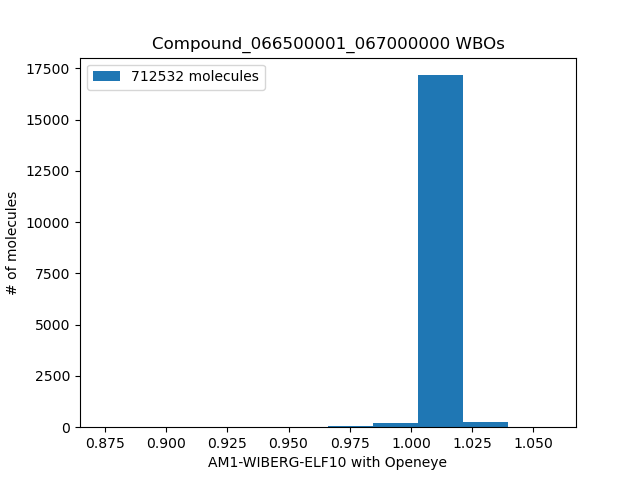 Compound_066500001_067000000 WBOs
712532 molecules
17500
15000
12500
10000
7500
5000
2500
0
# of molecules
0.875 0.900 0.925 0.950 0.975 1.000 1.025 1.050
AM1-WIBERG-ELF10 with Openeye